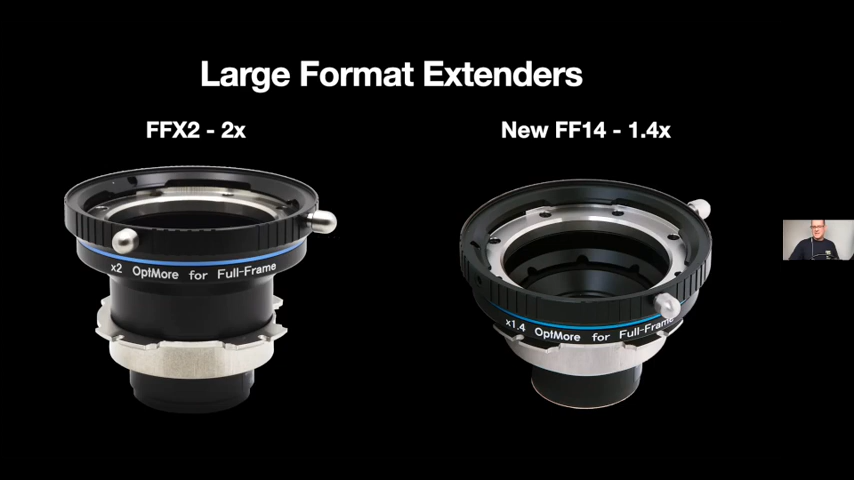 Large Format Extenders
FFX2 - 2x
New FF14 - 1.4x
x2 OptMore for Full-Frame
x1.4 OptMore for Full-Frame